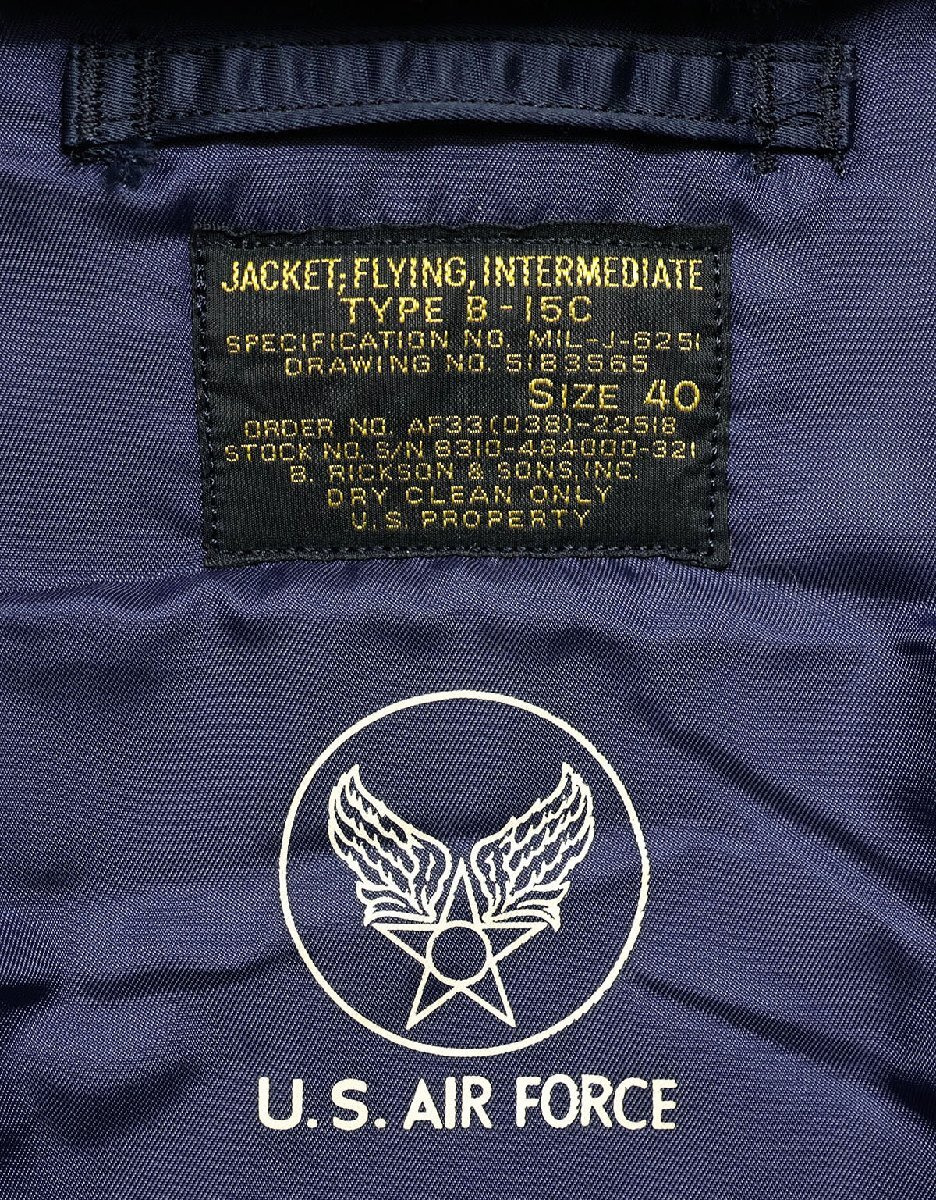 JACKET; FLYING, INTERMEDIATE
TYPE B-15C
SPECIFICATION NO. MIL-J-6251
DRAWING NO. 51B3965
SIZE 40
ORDER NO. AF33(038)-22518
STOCK NO. S/N 8310-484000-321
B. RICKSON & SONS, INC.
DRY CLEAN ONLY
U.S. PROPERTY
U.S. AIR FORCE